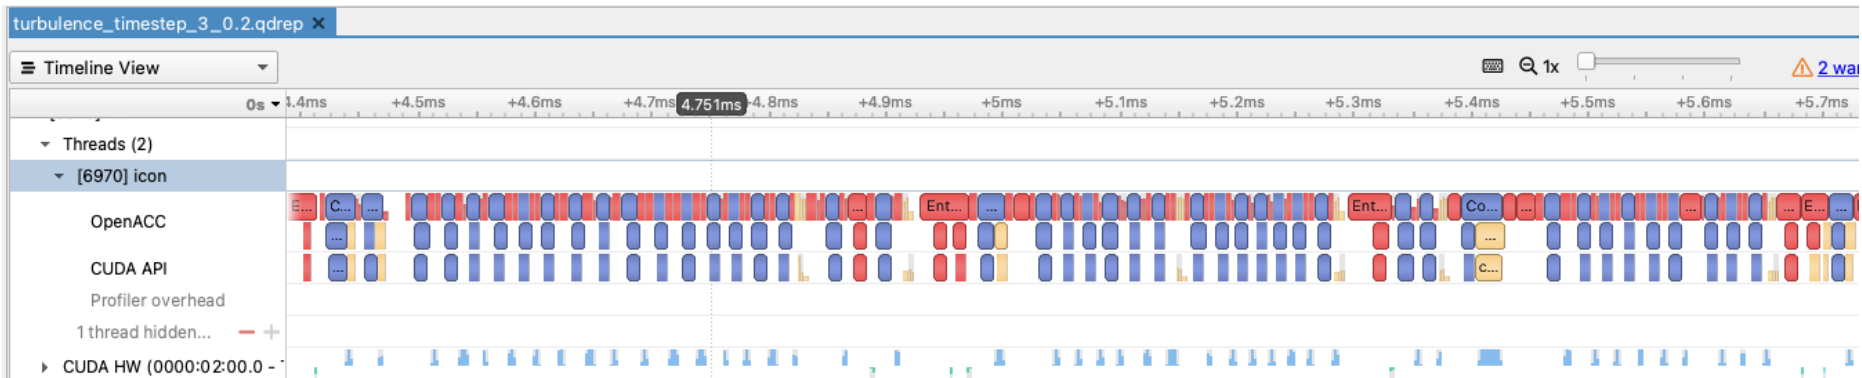 turbulence_timestep_3_0.2.qdrep ✕
Timeline View
1x
2 wa
0s
4.4ms +4.5ms +4.6ms +4.7ms 4.751ms +4.8ms +4.9ms +5ms +5.1ms +5.2ms +5.3ms +5.4ms +5.5ms +5.6ms +5.7ms
Threads (2)
[6970] icon
OpenACC
E... C... ... ... Ent... ... Ent... Co... ... ... ... E... ...
... ...
CUDA API
... c...
Profiler overhead
1 thread hidden...
CUDA HW (0000:02:00.0 -